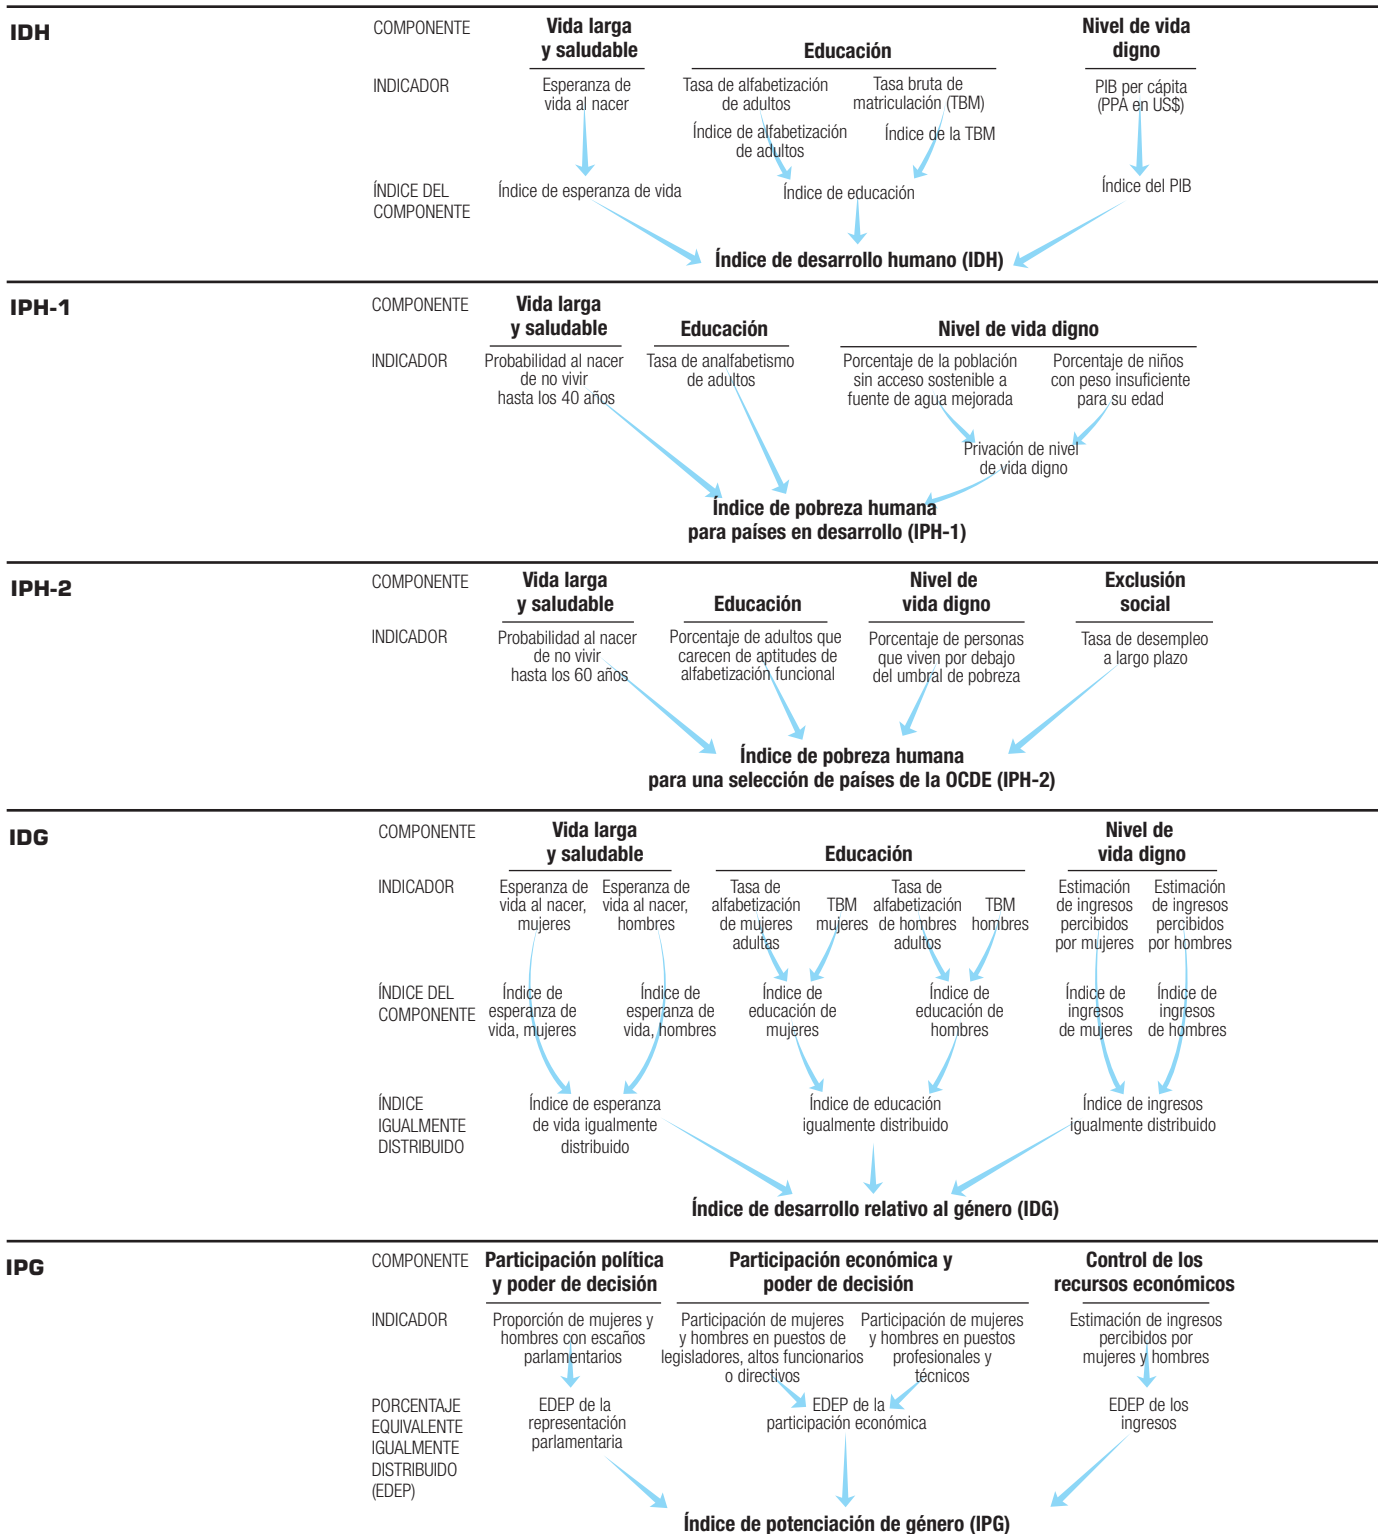 IDH
COMPONENTE
Vida larga
y saludable
Educación
Nivel de vida
digno
INDICADOR
Esperanza de
vida al nacer
Tasa de alfabetización
de adultos
Tasa bruta de
matriculación (TBM)
PIB per cápita
(PPA en US$)
Índice de alfabetización
de adultos
Índice de la TBM
ÍNDICE DEL
COMPONENTE
Índice de esperanza de vida
Índice de educación
Índice del PIB
Índice de desarrollo humano (IDH)
IPH-1
COMPONENTE
Vida larga
y saludable
Educación
Nivel de vida digno
INDICADOR
Probabilidad al nacer
de no vivir
hasta los 40 años
Tasa de analfabetismo
de adultos
Porcentaje de la población
sin acceso sostenible a
fuente de agua mejorada
Porcentaje de niños
con peso insuficiente
para su edad
Privación de nivel
de vida digno
Índice de pobreza humana
para países en desarrollo (IPH-1)
IPH-2
COMPONENTE
Vida larga
y saludable
Educación
Nivel de
vida digno
Exclusión
social
INDICADOR
Probabilidad al nacer
de no vivir
hasta los 60 años
Porcentaje de adultos que
carecen de aptitudes de
alfabetización funcional
Porcentaje de personas
que viven por debajo
del umbral de pobreza
Tasa de desempleo
a largo plazo
Índice de pobreza humana
para una selección de países de la OCDE (IPH-2)
IDG
COMPONENTE
Vida larga
y saludable
Educación
Nivel de
vida digno
INDICADOR
Esperanza de
vida al nacer,
mujeres
Esperanza de
vida al nacer,
hombres
Tasa de
alfabetización
de mujeres
adultas
TBM
mujeres
Tasa de
alfabetización
de hombres
adultos
TBM
hombres
Estimación
de ingresos
percibidos
por mujeres
Estimación
de ingresos
percibidos
por hombres
ÍNDICE DEL
COMPONENTE
Índice de
esperanza de
vida, mujeres
Índice de
esperanza de
vida, hombres
Índice de
educación de
mujeres
Índice de
educación de
hombres
Índice de
ingresos
de mujeres
Índice de
ingresos
de hombres
ÍNDICE
IGUALMENTE
DISTRIBUIDO
Índice de esperanza
de vida igualmente
distribuido
Índice de educación
igualmente distribuido
Índice de ingresos
igualmente distribuido
Índice de desarrollo relativo al género (IDG)
IPG
COMPONENTE
Participación política
y poder de decisión
Participación económica y
poder de decisión
Control de los
recursos económicos
INDICADOR
Proporción de mujeres y
hombres con escaños
parlamentarios
Participación de mujeres
y hombres en puestos de
legisladores, altos funcionarios
o directivos
Participación de mujeres
y hombres en puestos
profesionales y
técnicos
Estimación de ingresos
percibidos por
mujeres y hombres
PORCENTAJE
EQUIVALENTE
IGUALMENTE
DISTRIBUIDO
(EDEP)
EDEP de la
representación
parlamentaria
EDEP de la
participación económica
EDEP de los
ingresos
Índice de potenciación de género (IPG)